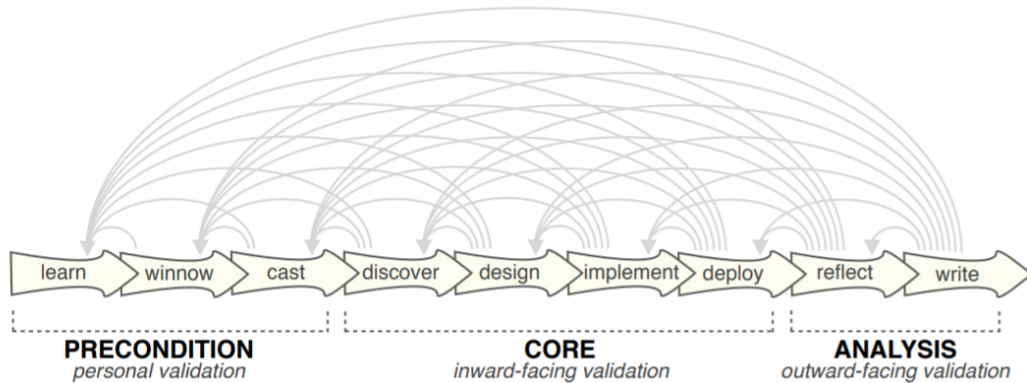 learn winnow cast discover design implement deploy reflect write
PRECONDITION CORE ANALYSIS
personal validation inward-facing validation outward-facing validation